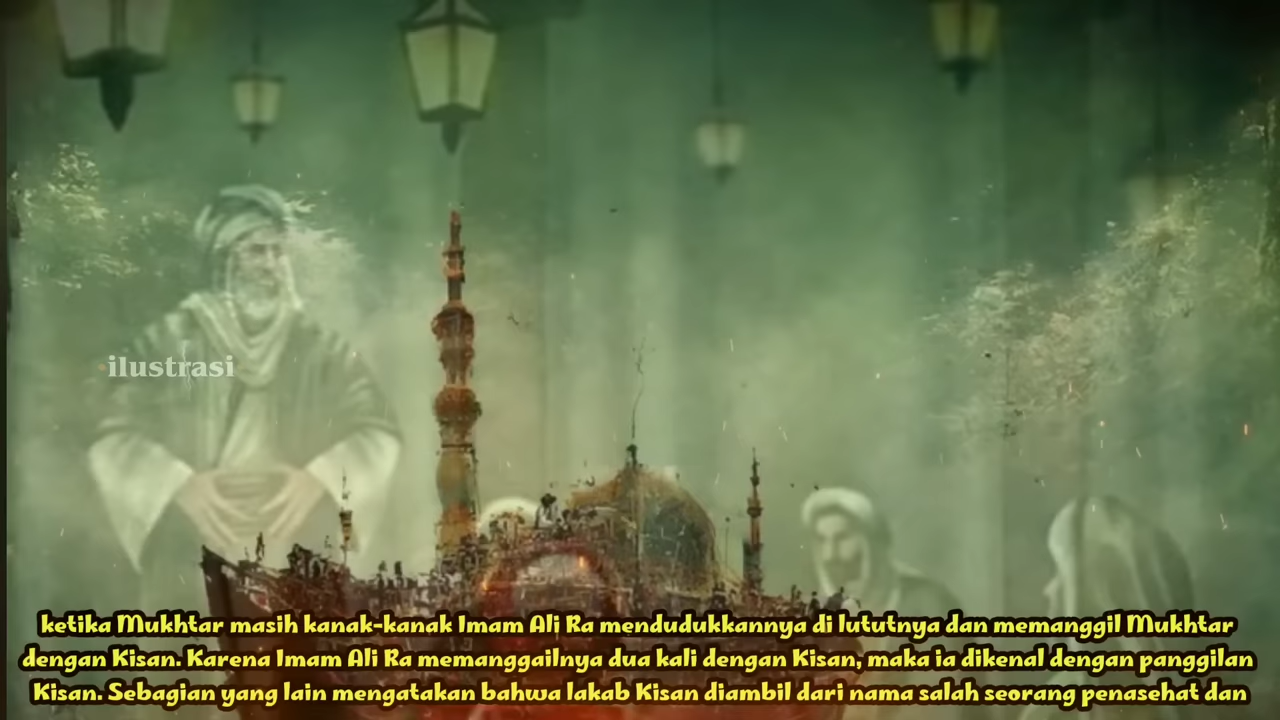 ilustrasi
ketika Mukhtar masih kanak-kanak Imam Ali Ra mendudukkannya di lututnya dan memanggil Mukhtar
dengan Kisan. Karena Imam Ali Ra memanggailnya dua kali dengan Kisan, maka ia dikenal dengan panggilan
Kisan. Sebagian yang lain mengatakan bahwa lakab Kisan diambil dari nama salah seorang penasehat dan